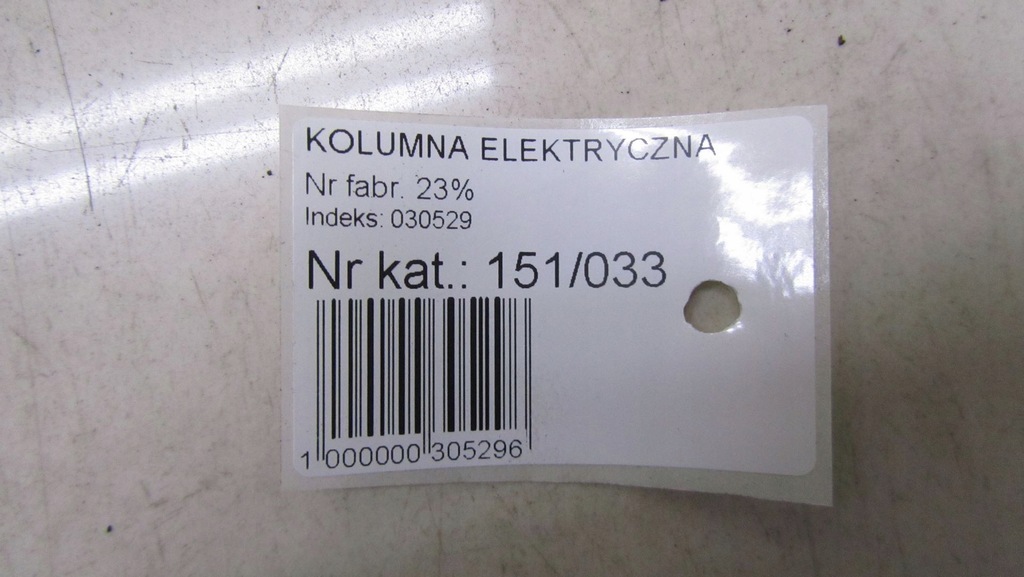 KOLUMNA ELEKTRYCZNA
Nr fabr. 23%
Indeks: 030529
Nr kat.: 151/033
1 000000 305296